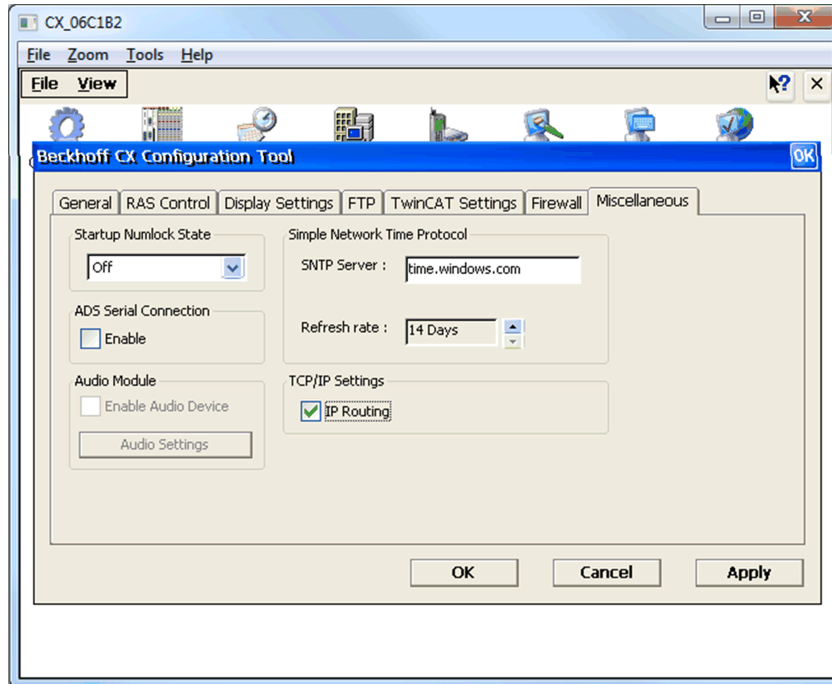 CX_06C1B2
File Zoom Tools Help
File View
Beckhoff CX Configuration Tool OK
General RAS Control Display Settings FTP TwinCAT Settings Firewall Miscellaneous
Startup Numlock State
Off
ADS Serial Connection
Enable
Audio Module
Enable Audio Device
Audio Settings
Simple Network Time Protocol
SNTP Server : time.windows.com
Refresh rate : 14 Days
TCP/IP Settings
IP Routing
OK Cancel Apply